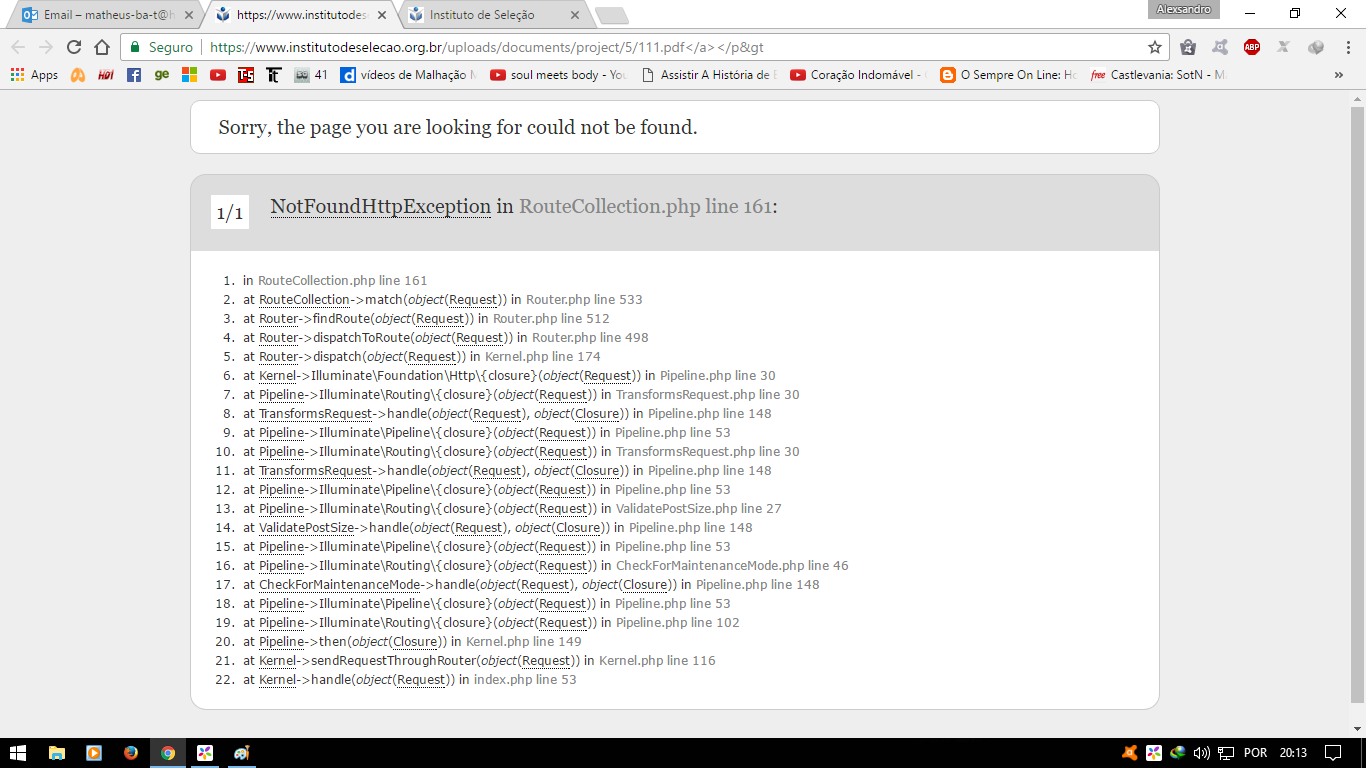 Email – matheus-ba-t@h
https://www.institutodes
Instituto de Seleção
Alexsandro
Seguro
https://www.institutodeselecao.org.br/uploads/documents/project/5/111.pdf</a></p&gt
ABP
Apps
HOT
ge
T-S
41
vídeos de Malhação
soul meets body - You
Assistir A História de
Coração Indomável -
O Sempre On Line: Ho
free
Castlevania: SotN - M
»
Sorry, the page you are looking for could not be found.
1/1
NotFoundHttpException in RouteCollection.php line 161:
1. in RouteCollection.php line 161
2. at RouteCollection->match(object(Request)) in Router.php line 533
3. at Router->findRoute(object(Request)) in Router.php line 512
4. at Router->dispatchToRoute(object(Request)) in Router.php line 498
5. at Router->dispatch(object(Request)) in Kernel.php line 174
6. at Kernel->Illuminate\Foundation\Http\{closure}(object(Request)) in Pipeline.php line 30
7. at Pipeline->Illuminate\Routing\{closure}(object(Request)) in TransformsRequest.php line 30
8. at TransformsRequest->handle(object(Request), object(Closure)) in Pipeline.php line 148
9. at Pipeline->Illuminate\Pipeline\{closure}(object(Request)) in Pipeline.php line 53
10. at Pipeline->Illuminate\Routing\{closure}(object(Request)) in TransformsRequest.php line 30
11. at TransformsRequest->handle(object(Request), object(Closure)) in Pipeline.php line 148
12. at Pipeline->Illuminate\Pipeline\{closure}(object(Request)) in Pipeline.php line 53
13. at Pipeline->Illuminate\Routing\{closure}(object(Request)) in ValidatePostSize.php line 27
14. at ValidatePostSize->handle(object(Request), object(Closure)) in Pipeline.php line 148
15. at Pipeline->Illuminate\Pipeline\{closure}(object(Request)) in Pipeline.php line 53
16. at Pipeline->Illuminate\Routing\{closure}(object(Request)) in CheckForMaintenanceMode.php line 46
17. at CheckForMaintenanceMode->handle(object(Request), object(Closure)) in Pipeline.php line 148
18. at Pipeline->Illuminate\Pipeline\{closure}(object(Request)) in Pipeline.php line 53
19. at Pipeline->Illuminate\Routing\{closure}(object(Request)) in Pipeline.php line 102
20. at Pipeline->then(object(Closure)) in Kernel.php line 149
21. at Kernel->sendRequestThroughRouter(object(Request)) in Kernel.php line 116
22. at Kernel->handle(object(Request)) in index.php line 53
POR
20:13